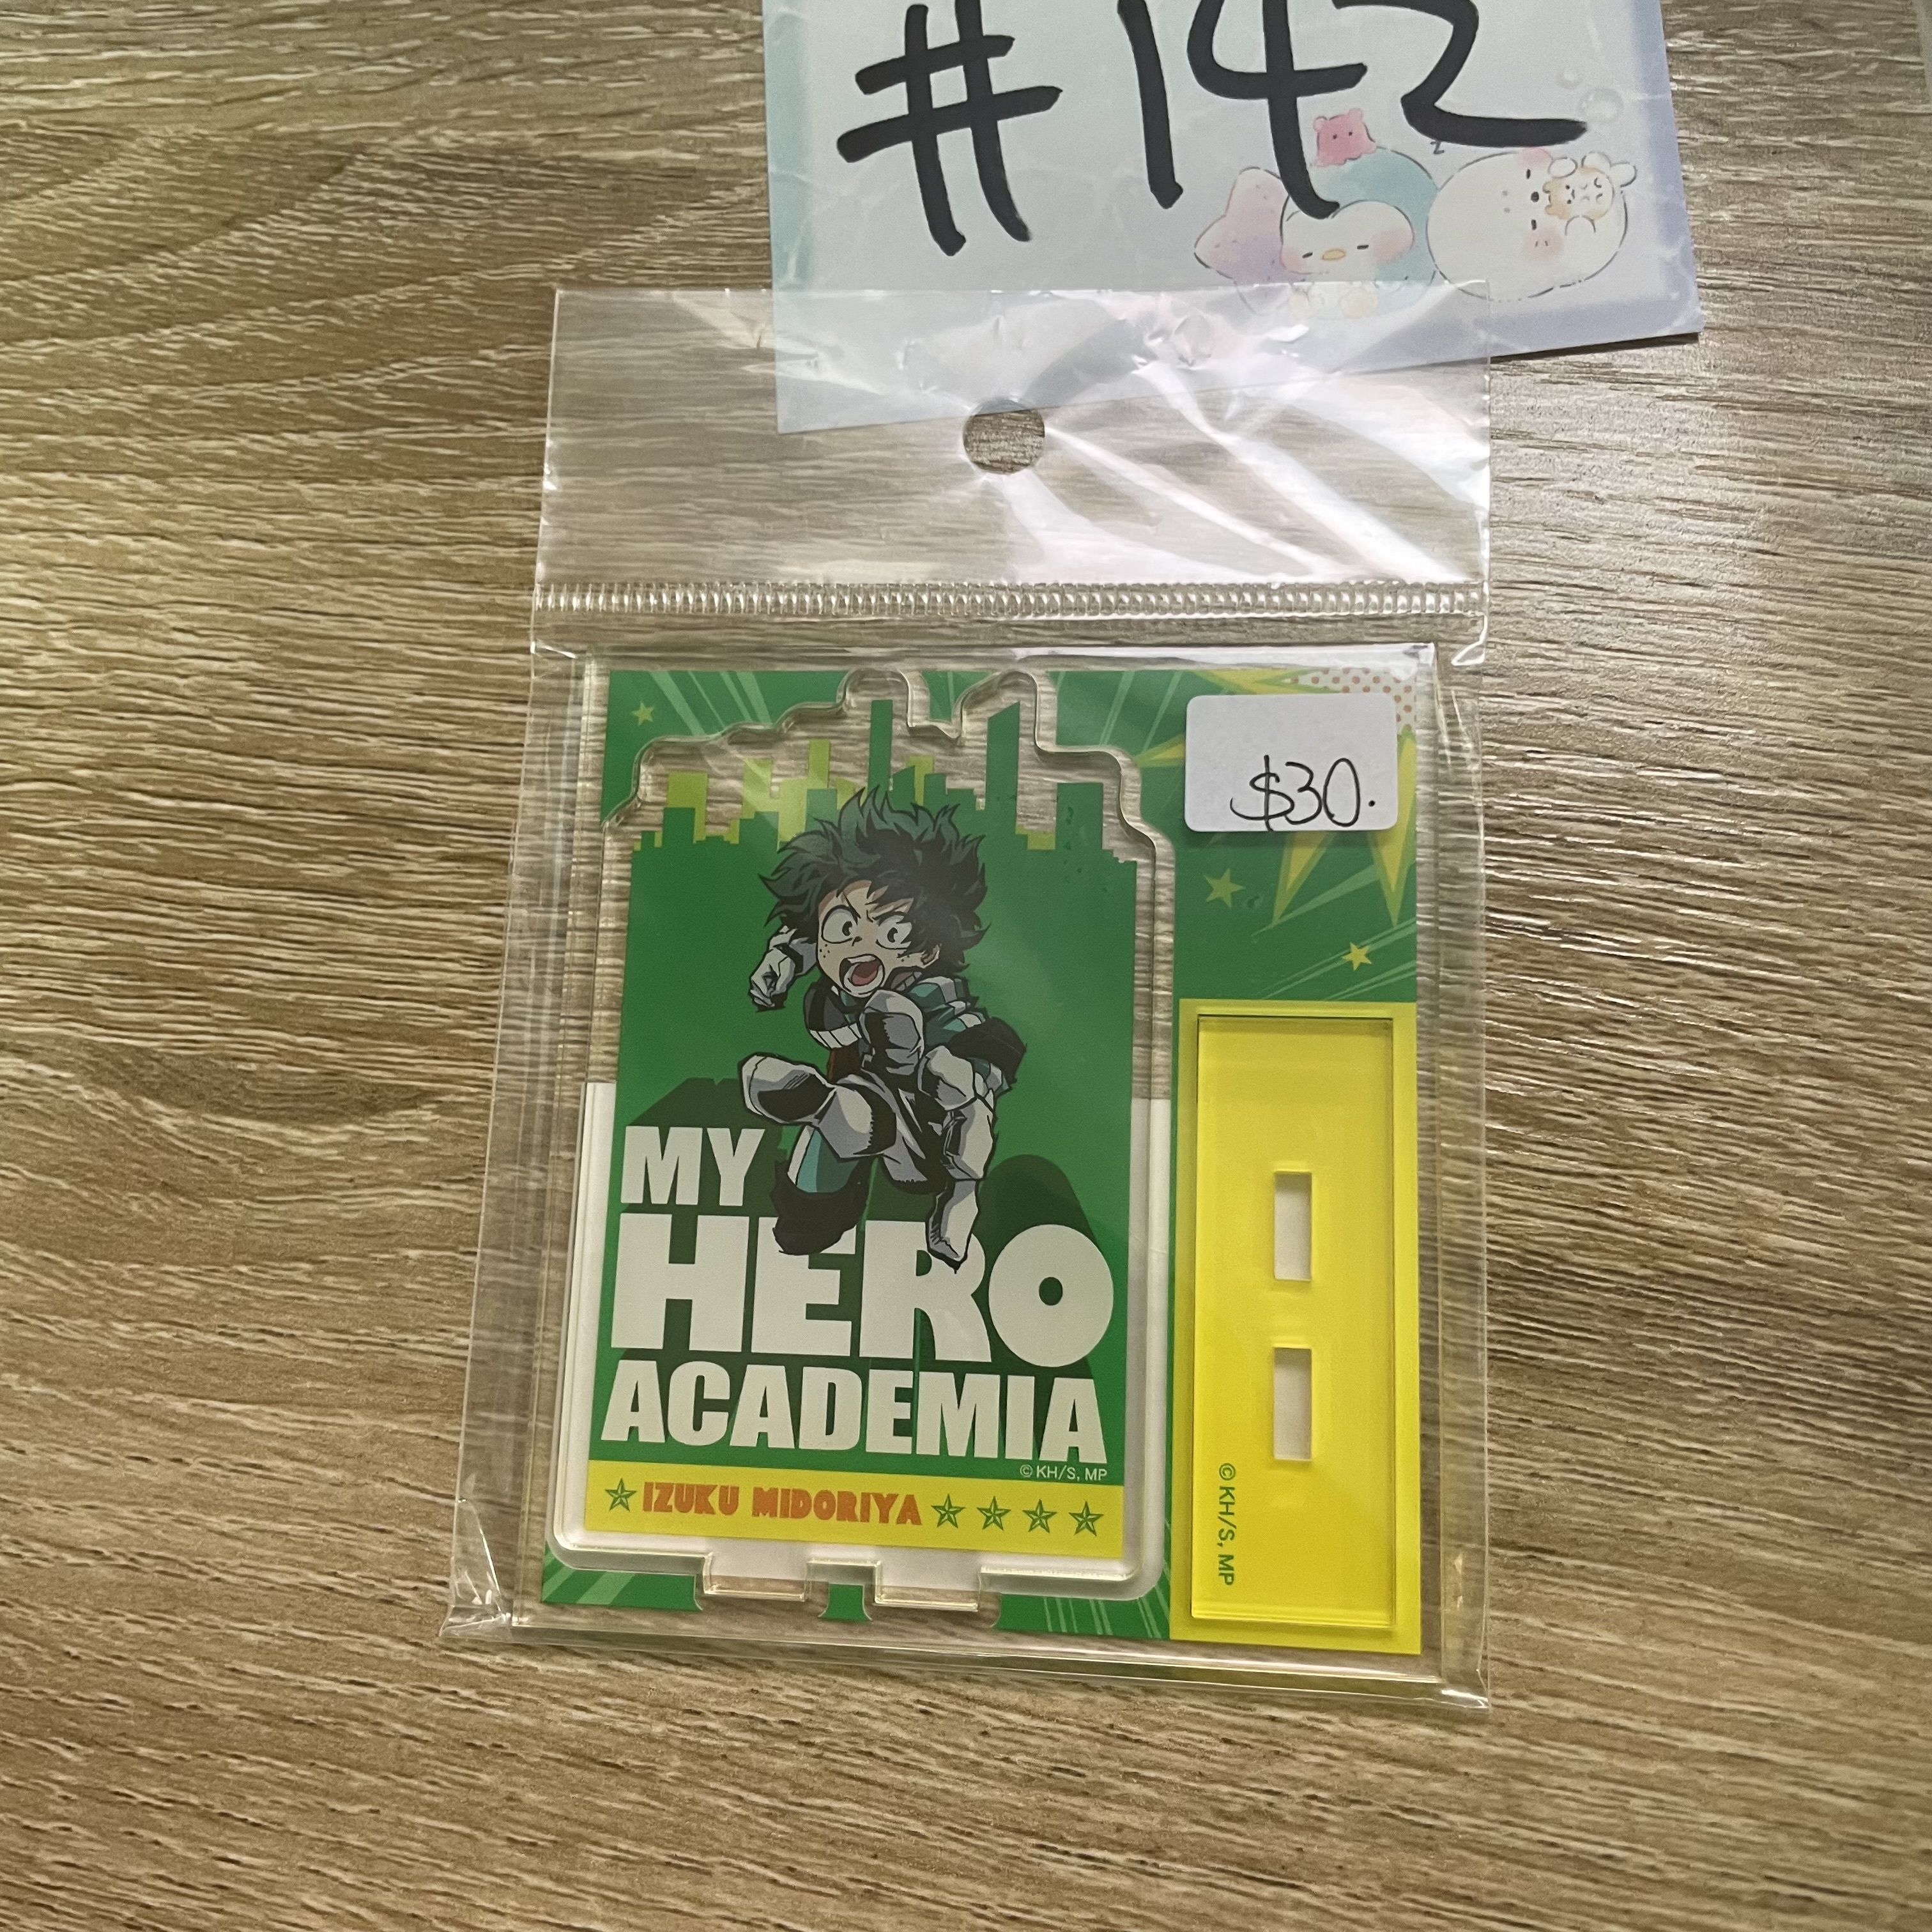 #142
$30.
MY
HERO
ACADEMIA
© KH/S, MP
IZUKU MIDORIYA
© KH/S, MP